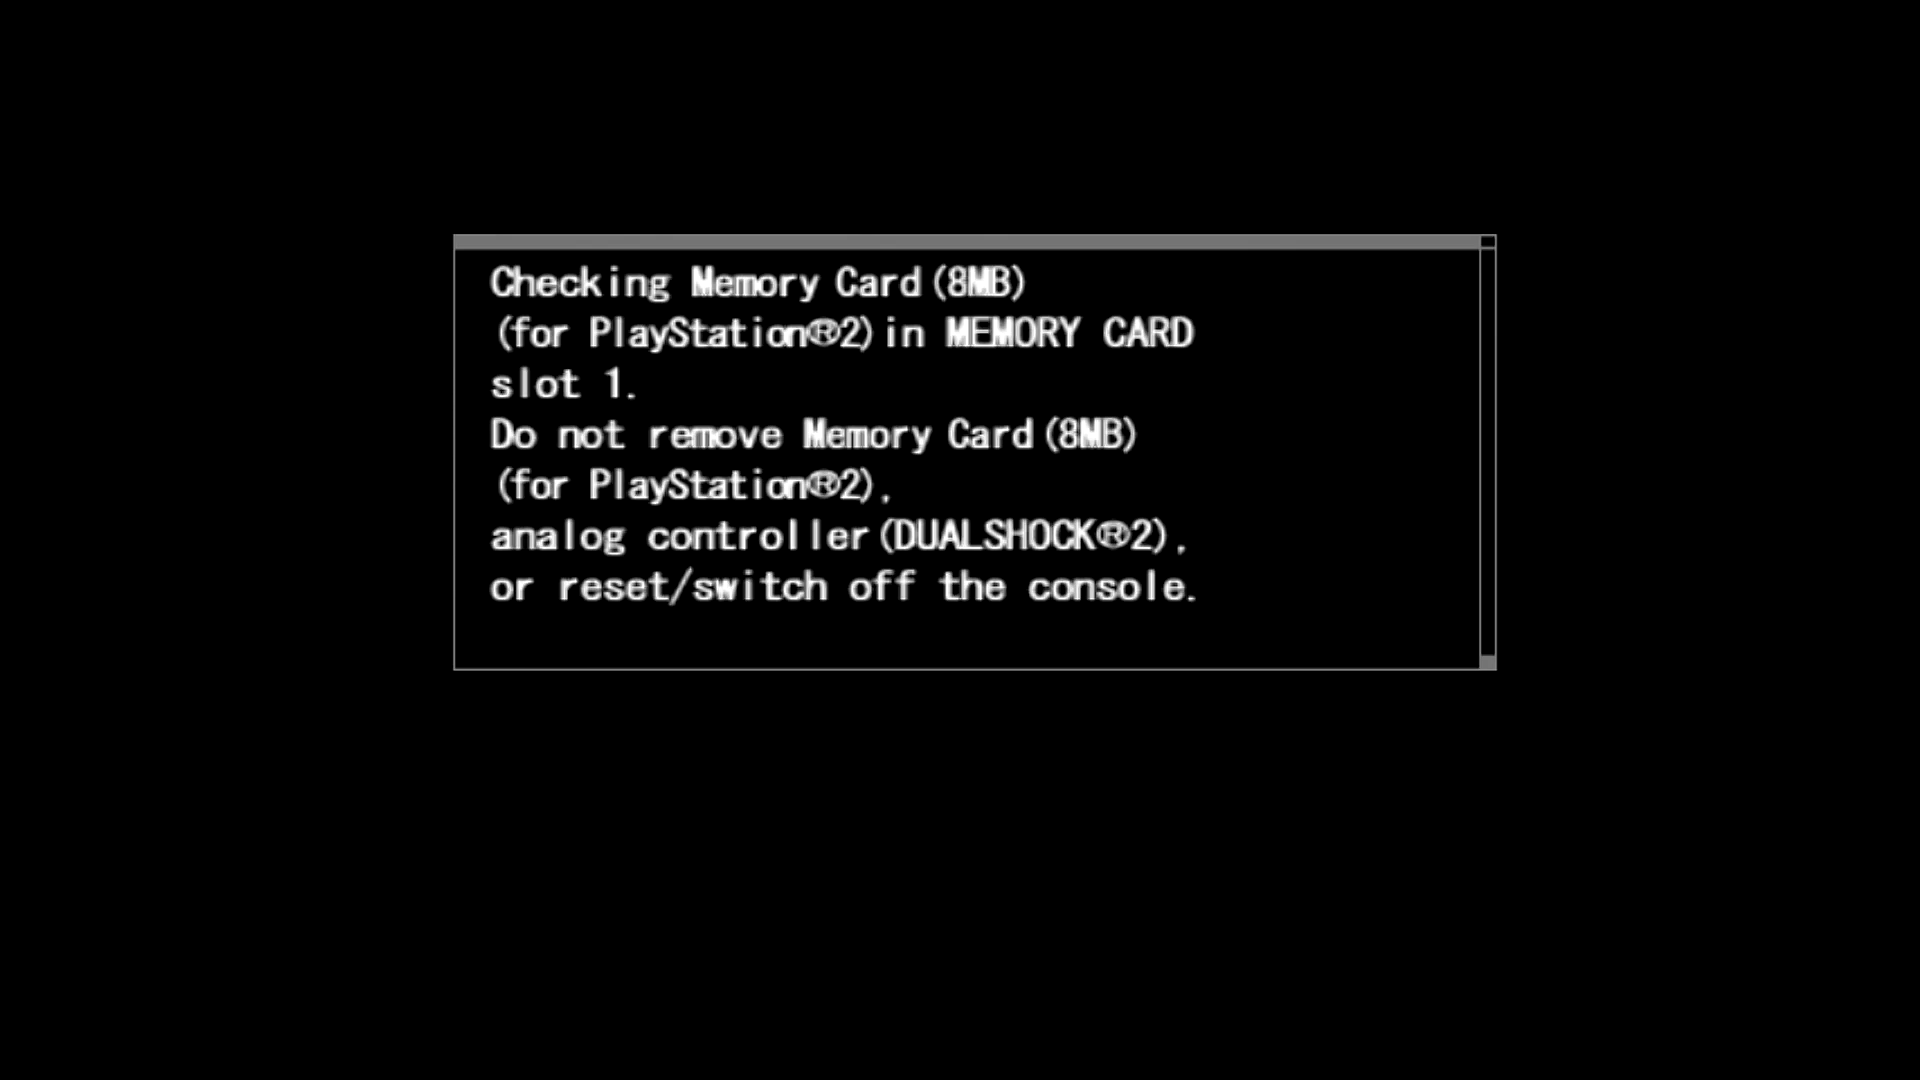 Checking Memory Card(8MB)
(for PlayStation®2)in MEMORY CARD
slot 1.
Do not remove Memory Card(8MB)
(for PlayStation®2),
analog controller(DUALSHOCK®2),
or reset/switch off the console.